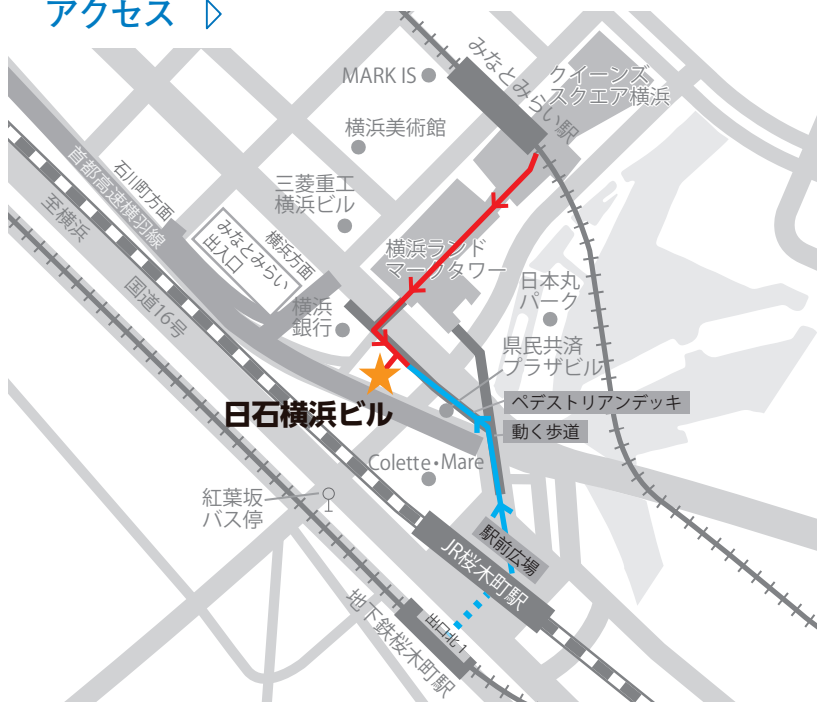 アクセス
MARK IS
みなとみらい駅
クイーンズ
スクエア横浜
横浜美術館
三菱重工
横浜ビル
石川町方面
首都高速横羽線
至横浜
みなとみらい
出入口
横浜方面
国道16号
横浜ランド
マークタワー
日本丸
パーク
横浜
銀行
県民共済
プラザビル
日石横浜ビル
ペデストリアンデッキ
動く歩道
Colette・Mare
紅葉坂
バス停
駅前広場
JR桜木町駅
出口北1
地下鉄桜木町駅